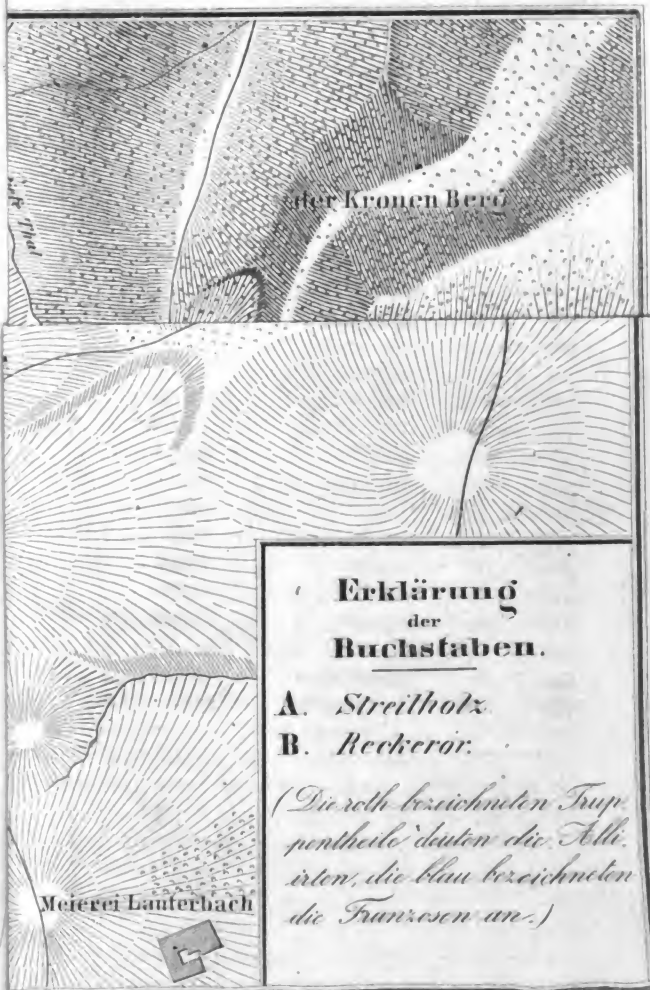 der Kronen Berg
Thal
Erklärung
der
Buchstaben.
A. Streitholz
B. Reckeror.
(Die roth bezeichneten Trup-
pentheile deuten die Alli-
irten, die blau bezeichneten
die Franzosen an.)
Meierei Lauterbach